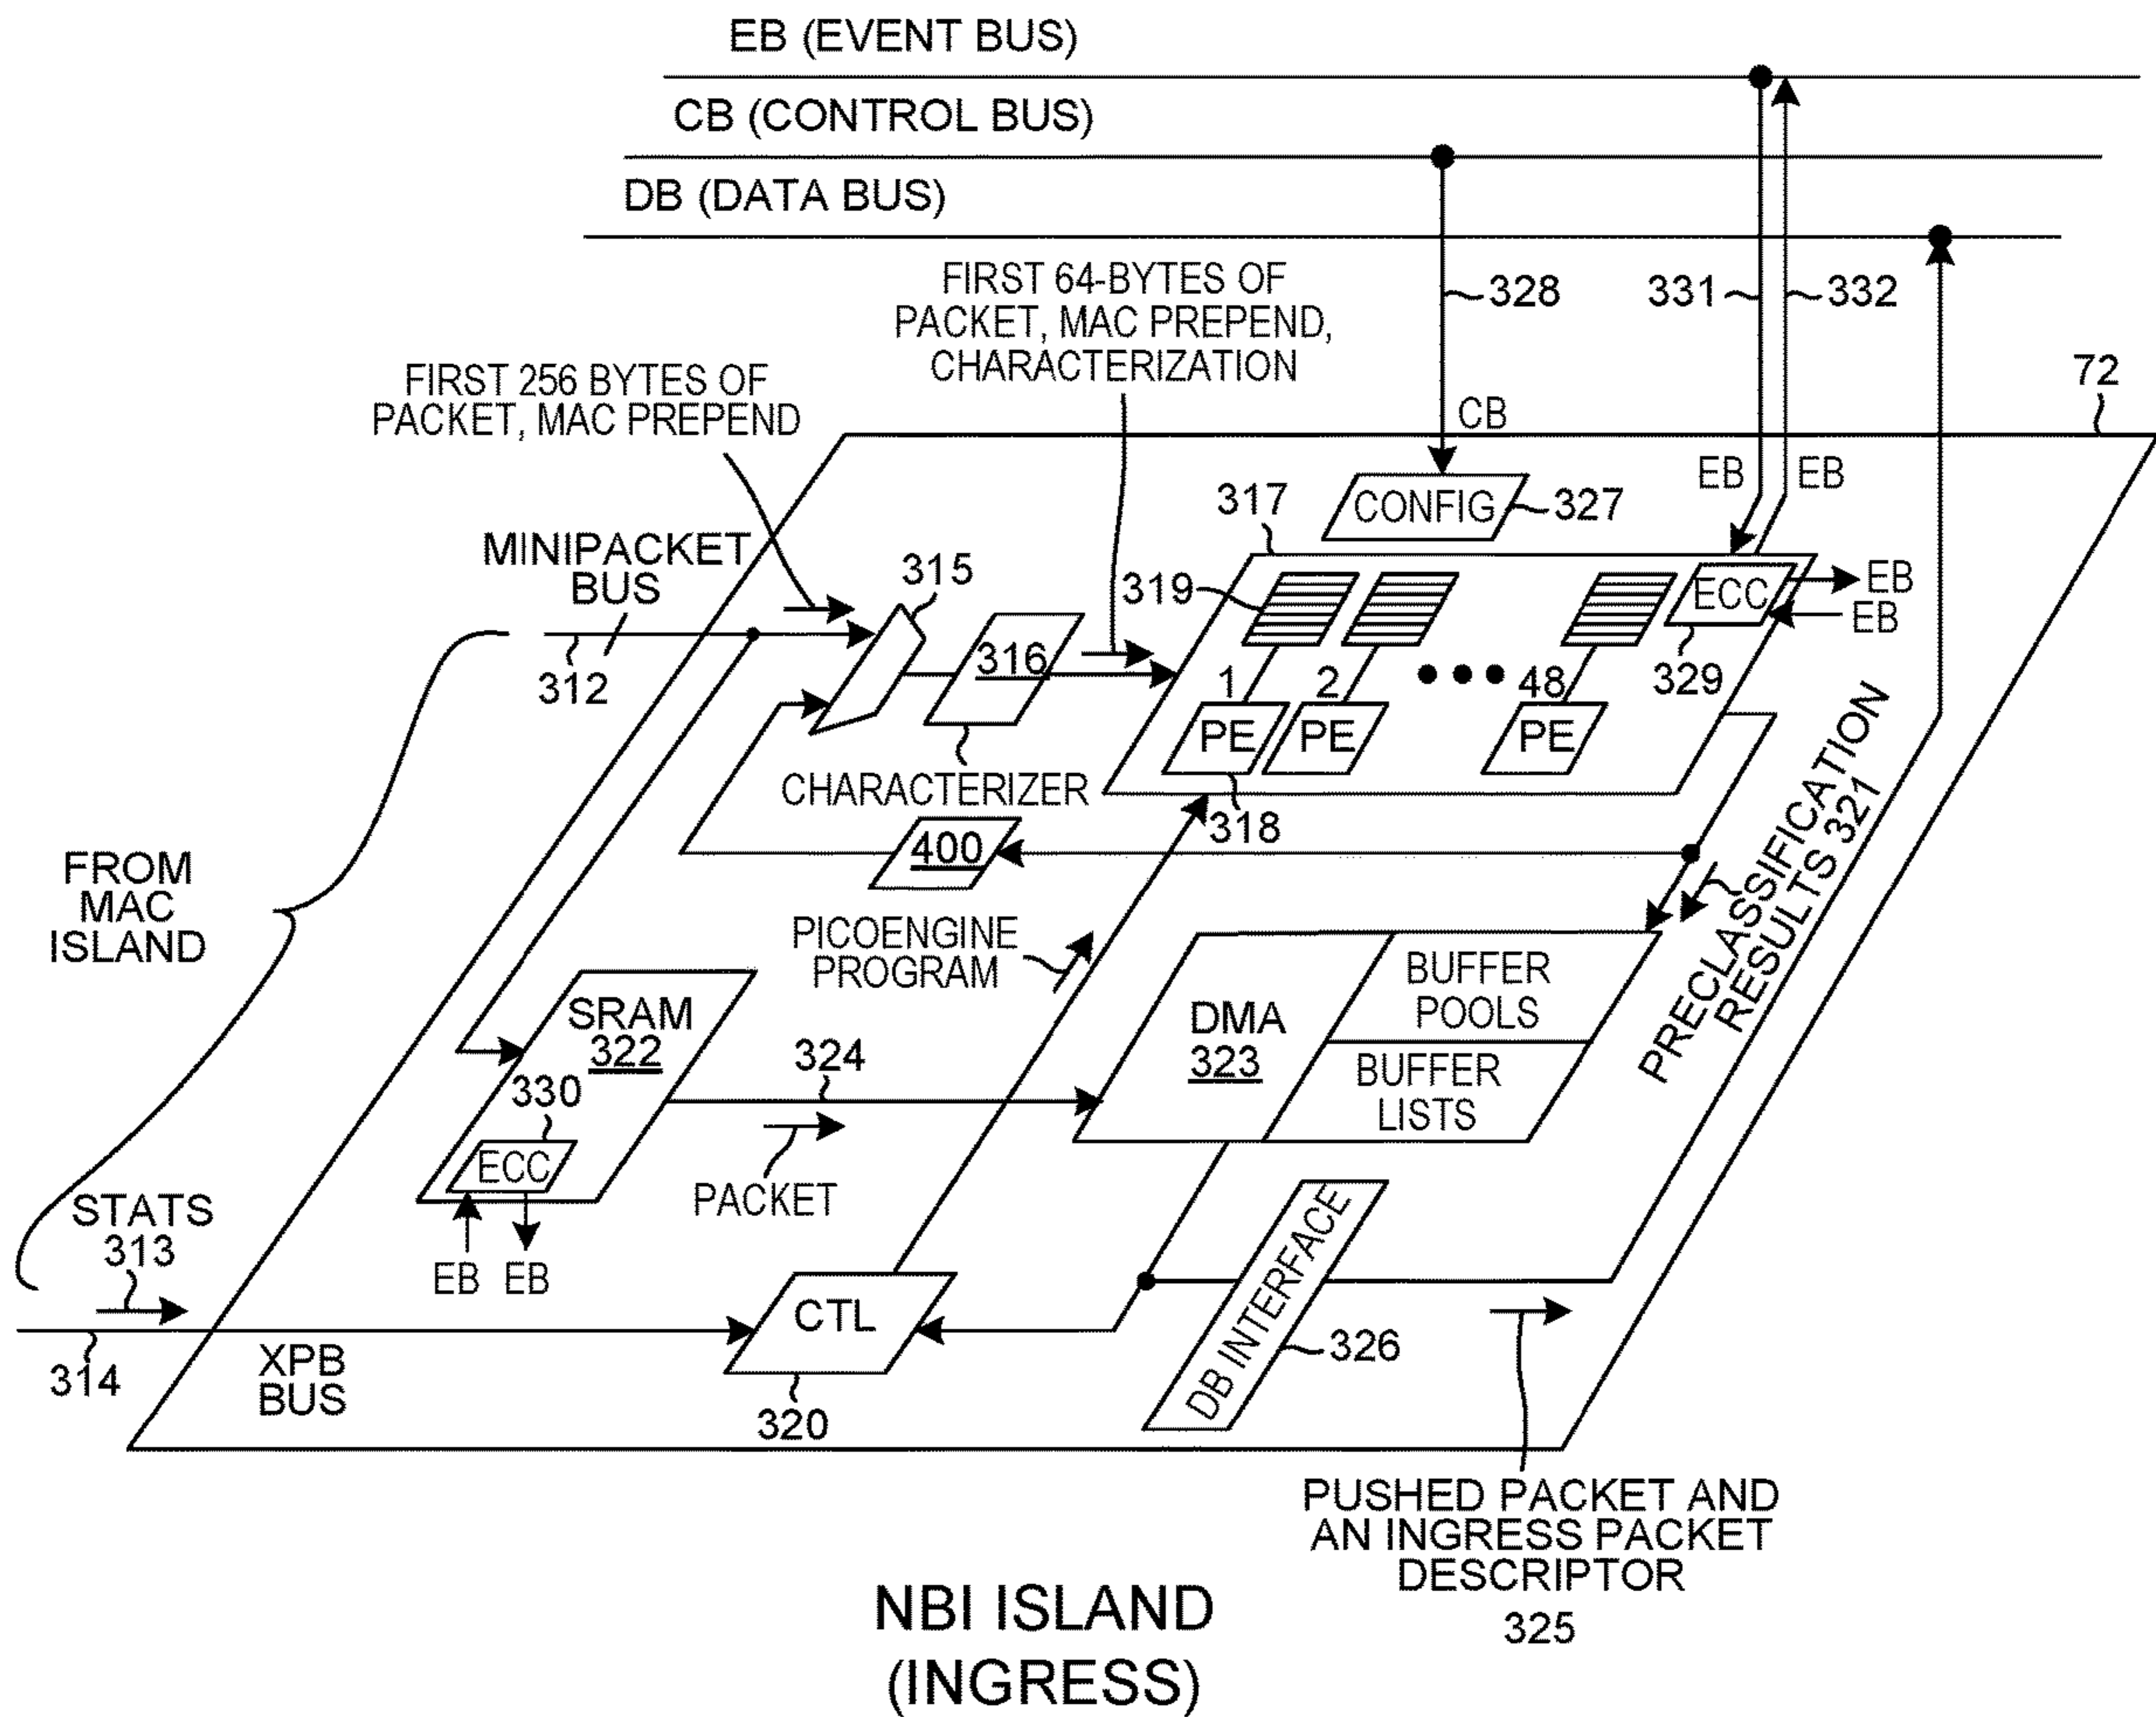 EB (EVENT BUS)
CB (CONTROL BUS)
DB (DATA BUS)
FIRST 64-BYTES OF
PACKET, MAC PREPEND,
CHARACTERIZATION
328
331
332
FIRST 256 BYTES OF
PACKET, MAC PREPEND
72
CB
EB
EB
CONFIG
327
317
MINIPACKET
BUS
315
319
ECC
EB
EB
312
316
329
1
2
48
PE
PE
PE
CHARACTERIZER
318
400
FROM
MAC
ISLAND
PRECLASSIFICATION
RESULTS 321
PICOENGINE
PROGRAM
SRAM
322
324
DMA
323
BUFFER
POOLS
BUFFER
LISTS
330
ECC
PACKET
STATS
313
EB
EB
CTL
DB INTERFACE
326
314
XPB
BUS
320
PUSHED PACKET AND
AN INGRESS PACKET
DESCRIPTOR
325
NBI ISLAND
(INGRESS)